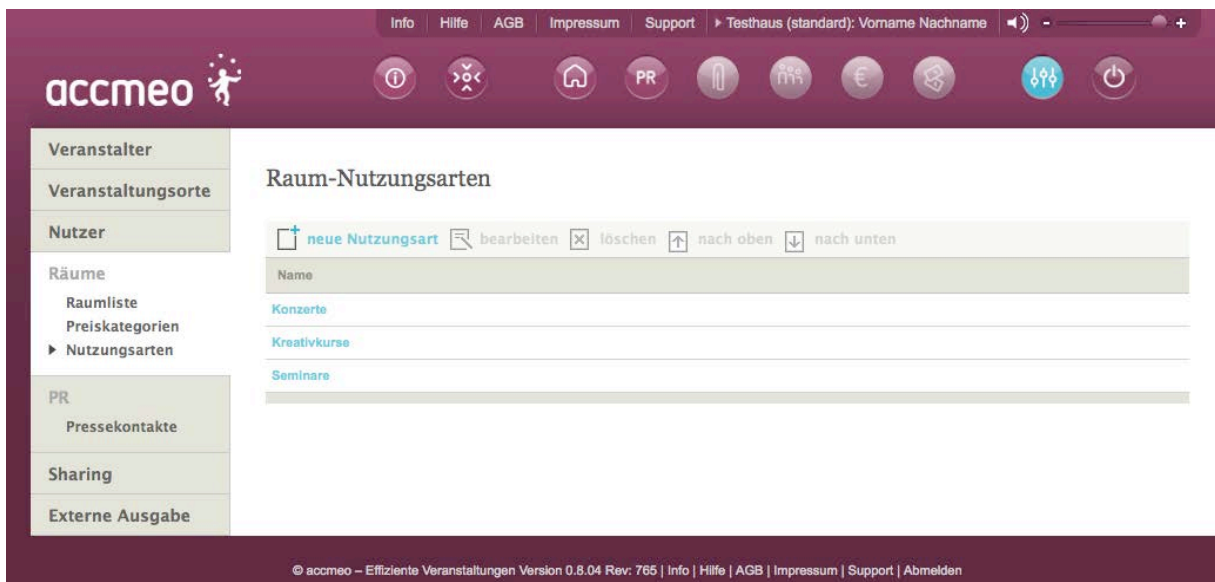 Info Hilfe AGB Impressum Support Testhaus (standard): Vorname Nachname - +
accmeo PR €
Veranstalter
Veranstaltungsorte
Nutzer
Räume
Raumliste
Preiskategorien
Nutzungsarten
PR
Pressekontakte
Sharing
Externe Ausgabe
Raum-Nutzungsarten
neue Nutzungsart bearbeiten löschen nach oben nach unten
Name
Konzerte
Kreativkurse
Seminare
© accmeo – Effiziente Veranstaltungen Version 0.8.04 Rev: 765 | Info | Hilfe | AGB | Impressum | Support | Abmelden